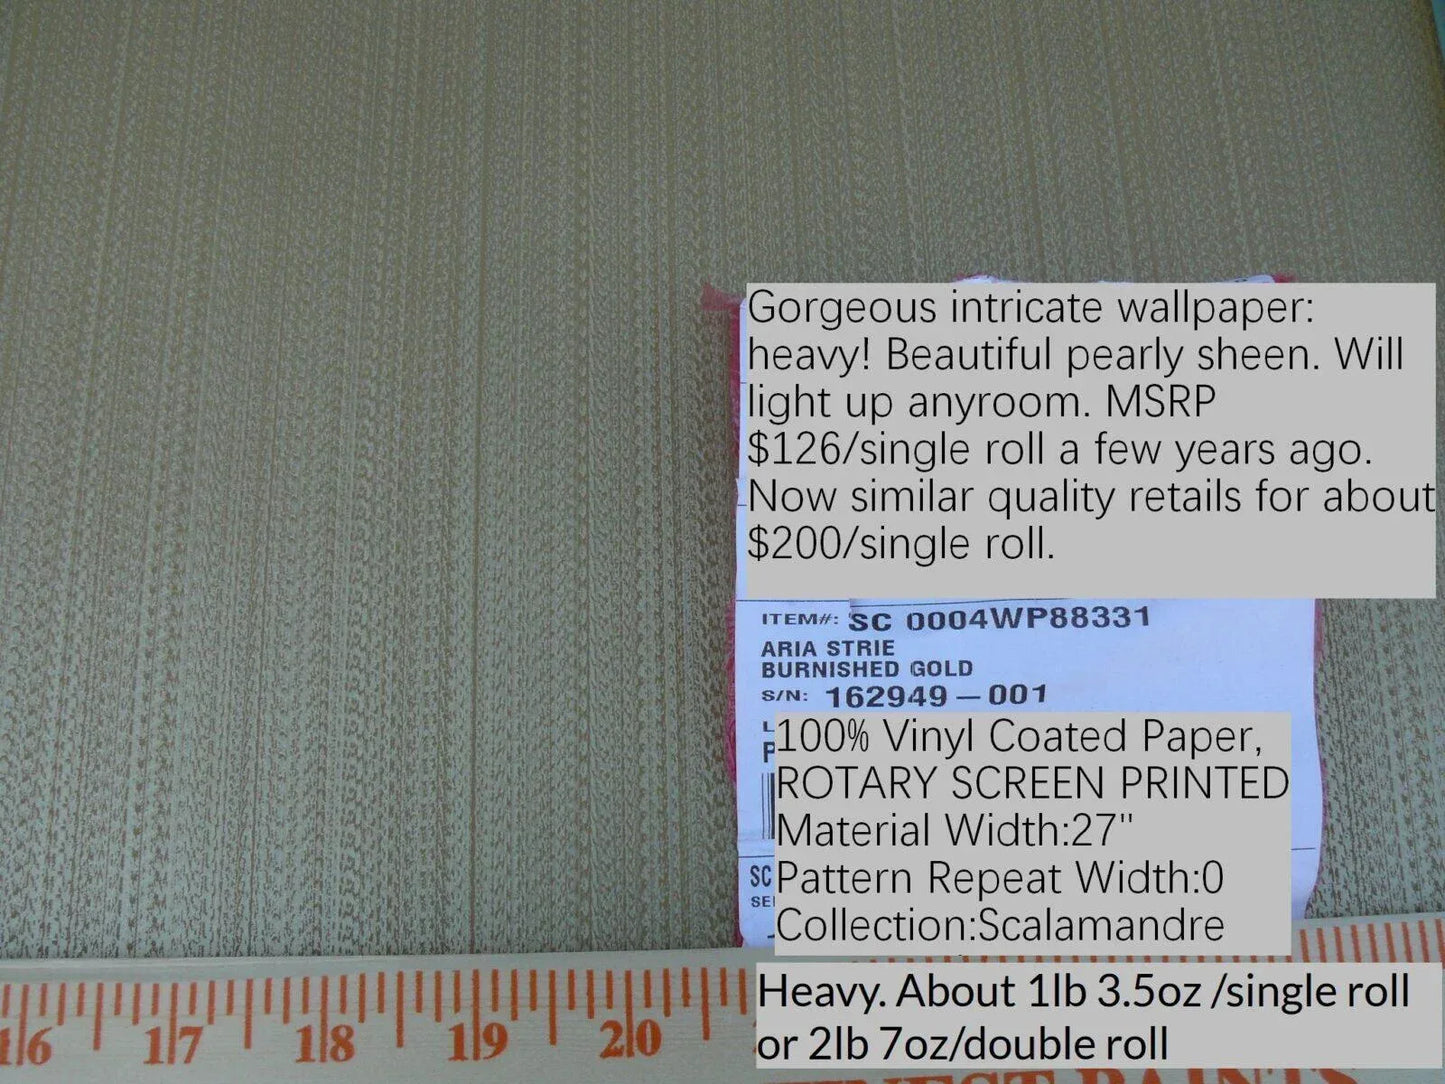 Gorgeous intricate wallpaper:
heavy! Beautiful pearly sheen. Will
light up anyroom. MSRP
$126/single roll a few years ago.
Now similar quality retails for about
$200/single roll.
ITEM#: SC 0004WP88331
ARIA STRIE
BURNISHED GOLD
S/N: 162949-001
100% Vinyl Coated Paper,
ROTARY SCREEN PRINTED
Material Width:27"
Pattern Repeat Width:0
SC
Collection:Scalamandre
Heavy. About 1lb 3.5oz /single roll
or 2lb 7oz/double roll
16 17 18 19 20